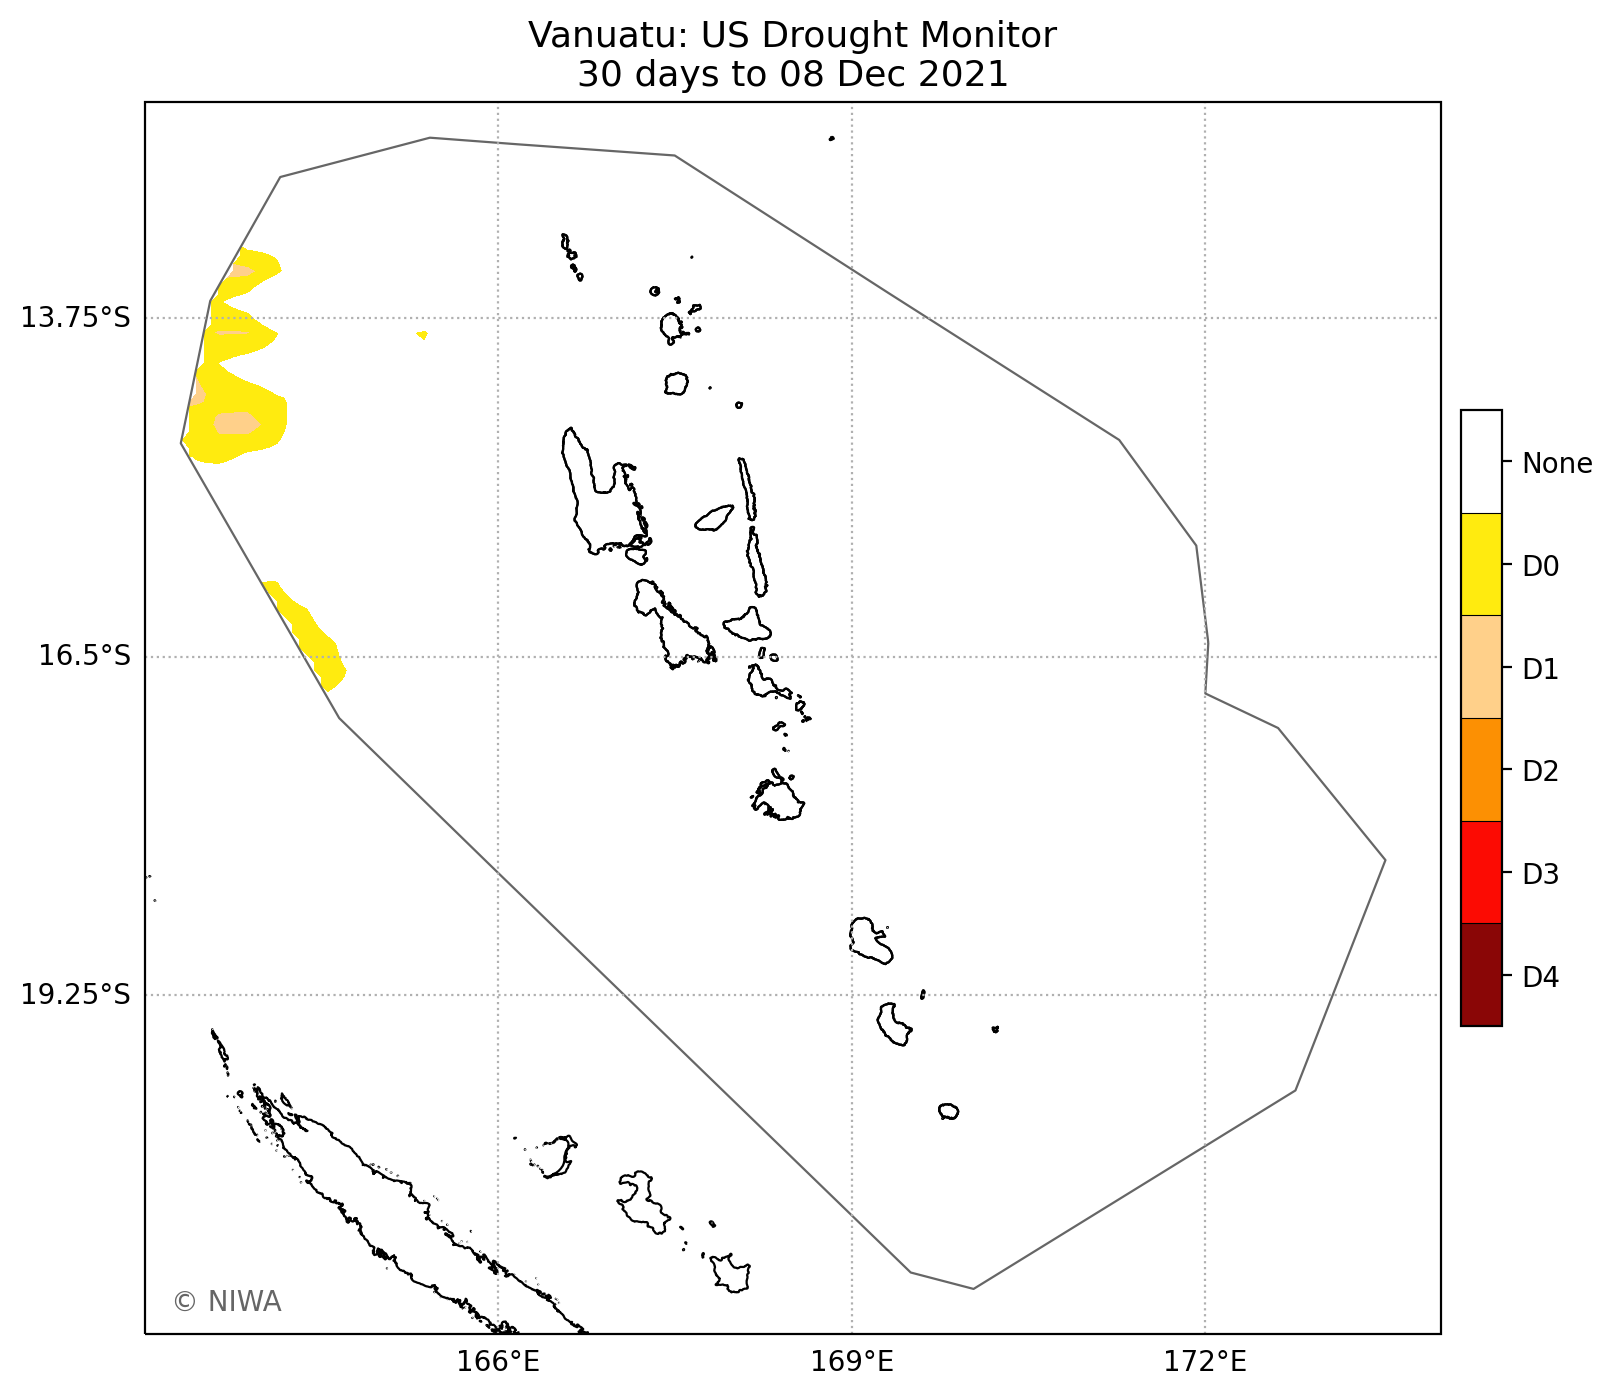 Vanuatu: US Drought Monitor
30 days to 08 Dec 2021
13.75°S
16.5°S
19.25°S
166°E
169°E
172°E
None
D0
D1
D2
D3
D4
© NIWA